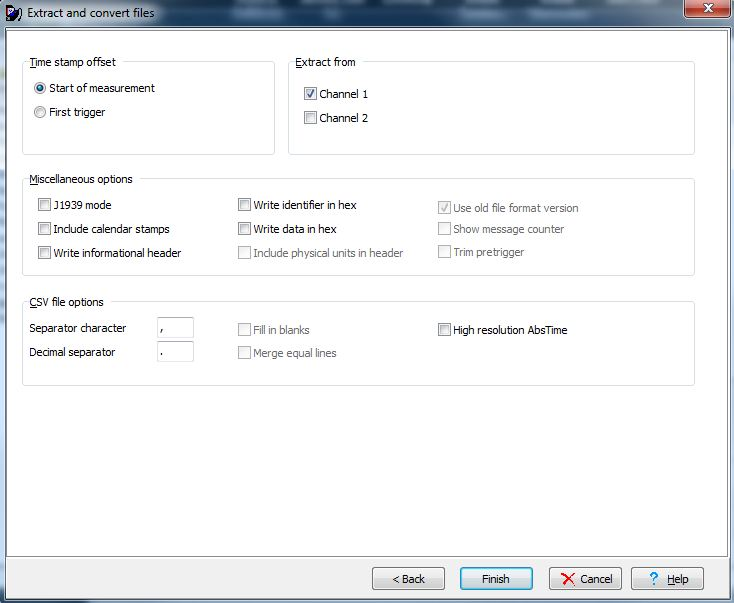 Extract and convert files
Time stamp offset
Start of measurement
First trigger
Extract from
Channel 1
Channel 2
Miscellaneous options
J1939 mode
Include calendar stamps
Write informational header
Write identifier in hex
Write data in hex
Include physical units in header
Use old file format version
Show message counter
Trim pretrigger
CSV file options
Separator character ,
Decimal separator .
Fill in blanks
Merge equal lines
High resolution AbsTime
< Back
Finish
Cancel
? Help